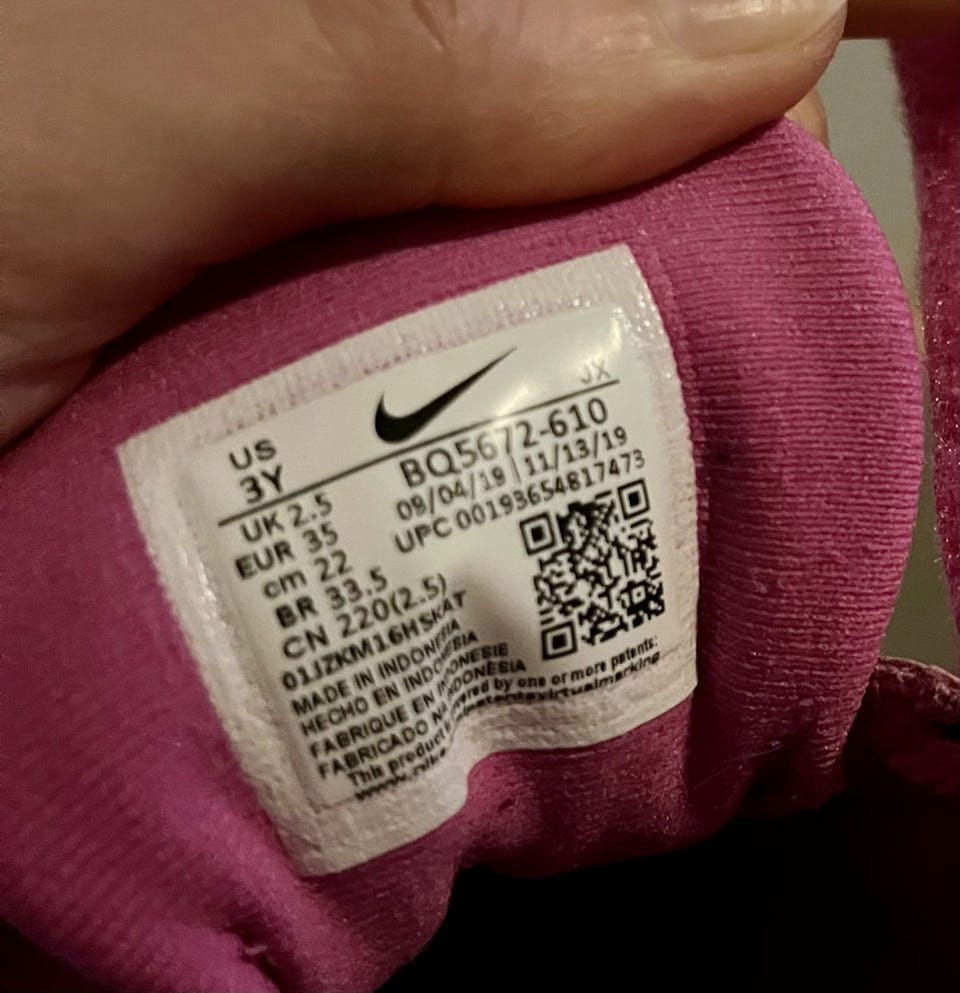 JX
US
3Y
BQ5672-610
UK 2.5
09/04/19 | 11/13/19
EUR 35
UPC 00193654817473
cm 22
BR 33.5
CN 220(2.5)
01JZKM16HSKAT
MADE IN INDONESIA
HECHO EN INDONESIA
FABRIQUE EN INDONESIE
FABRICADO NA INDONESIA
This product covered by one or more patents:
www.nike